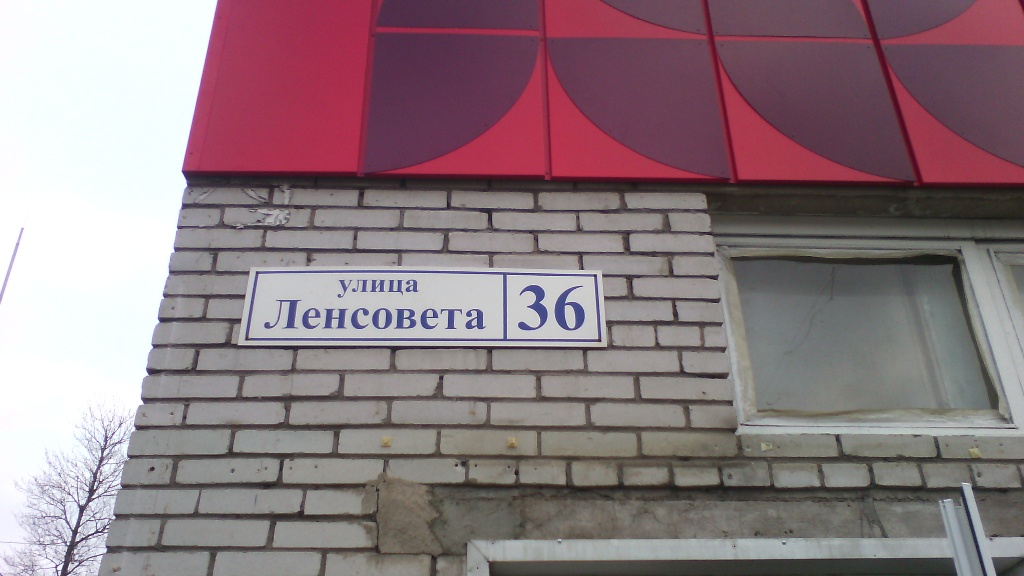 улица
Ленсовета 36